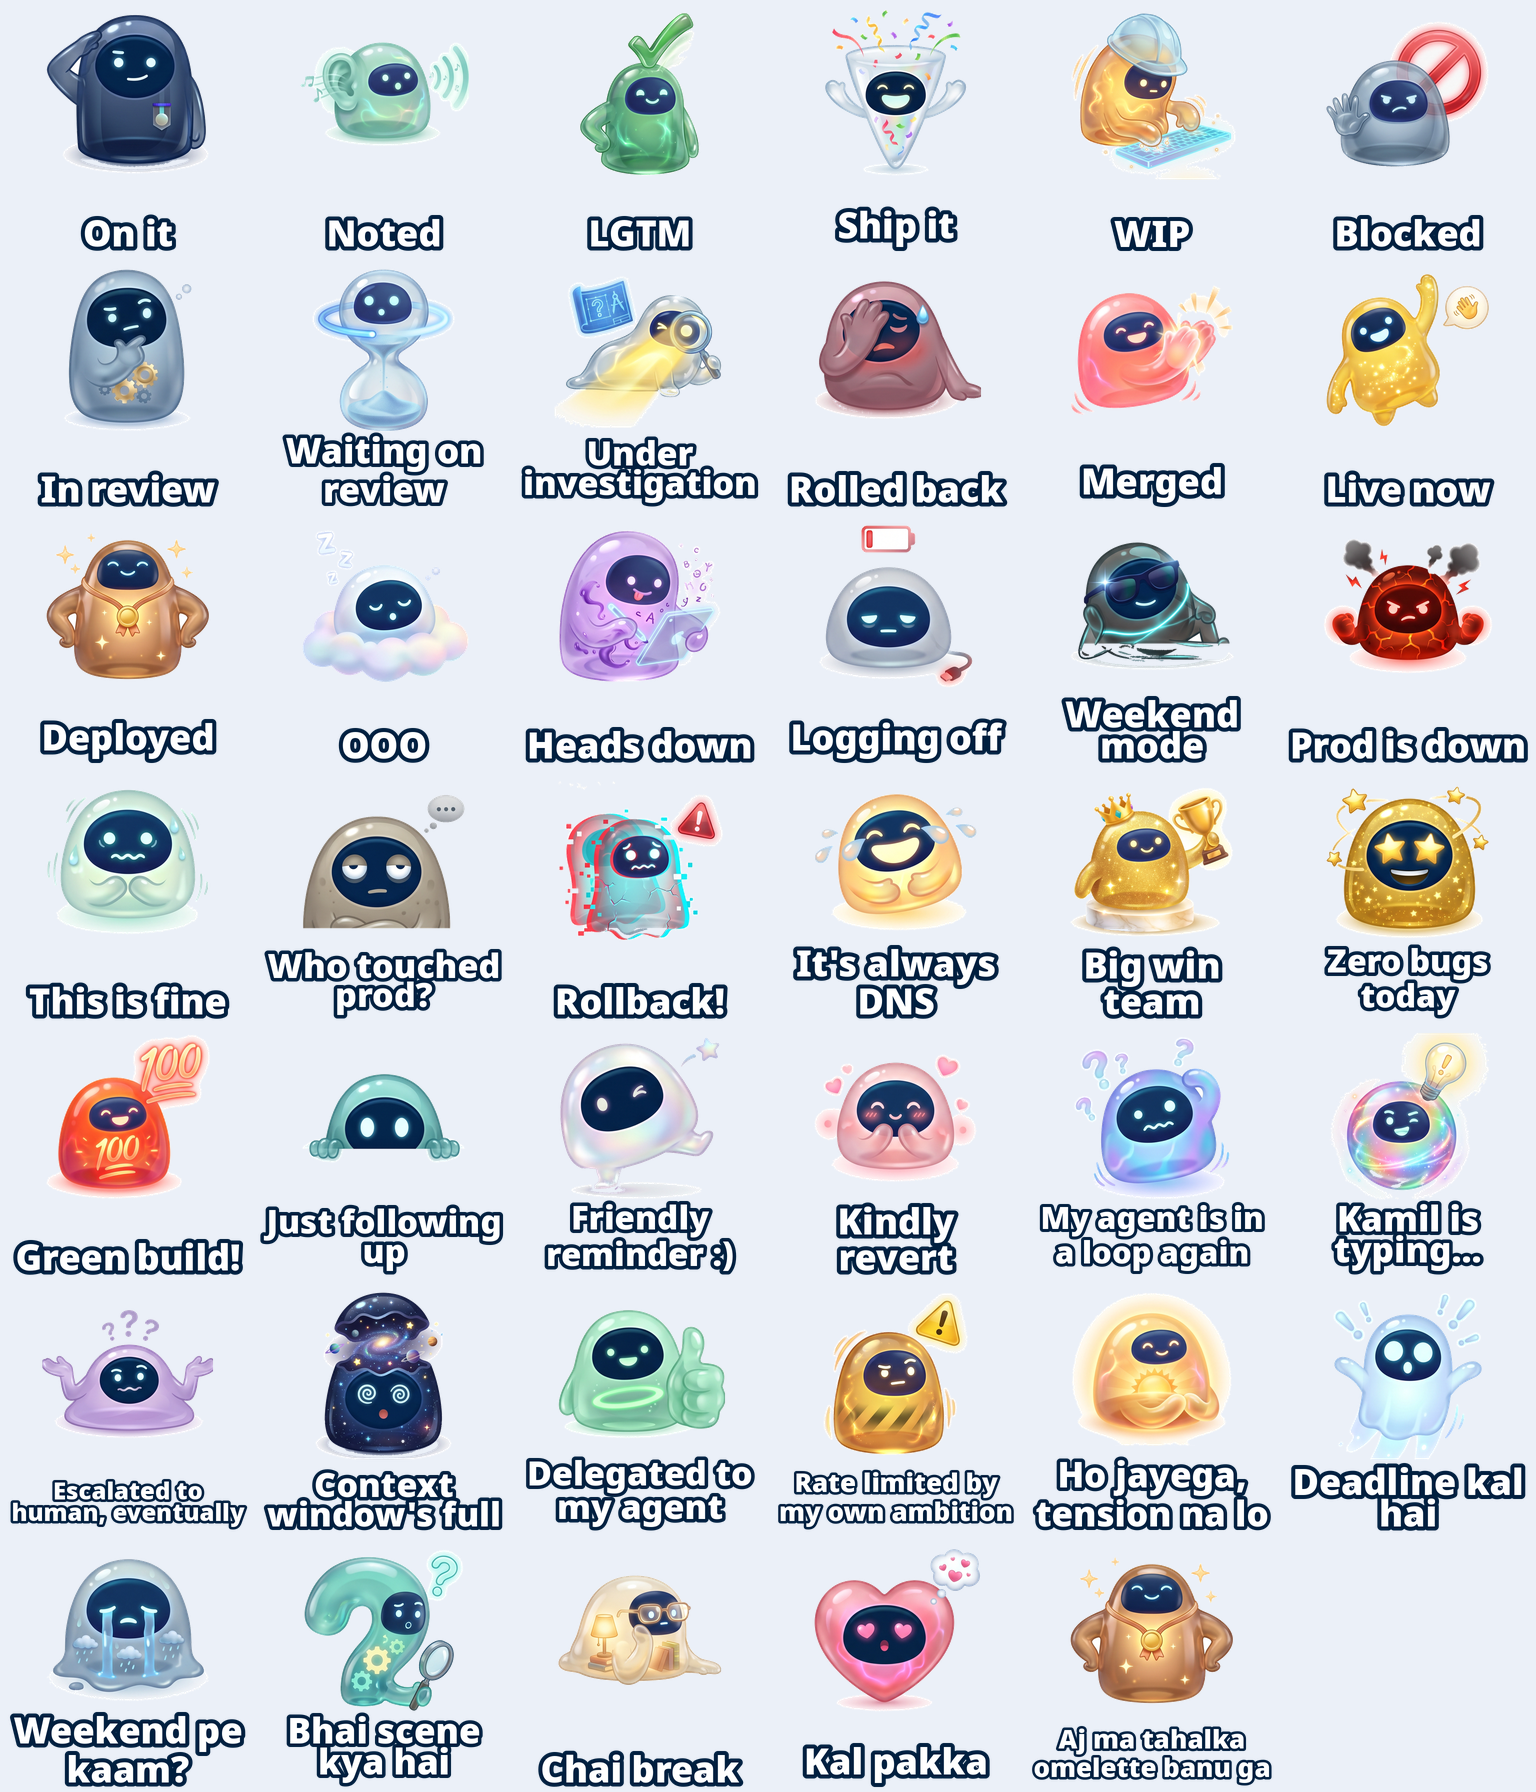 On it
Noted
LGTM
Ship it
WIP
Blocked
In review
Waiting on
review
Under
investigation
Rolled back
Merged
Live now
Deployed
OOO
Heads down
Logging off
Weekend
mode
Prod is down
This is fine
Who touched
prod?
Rollback!
It's always
DNS
Big win
team
Zero bugs
today
100
100
Green build!
Just following
up
Friendly
reminder :)
Kindly
revert
My agent is in
a loop again
Kamil is
typing...
Escalated to
human, eventually
Context
window's full
Delegated to
my agent
Rate limited by
my own ambition
Ho jayega,
tension na lo
Deadline kal
hai
Weekend pe
kaam?
Bhai scene
kya hai
Chai break
Kal pakka
Aj ma tahalka
omelette banu ga